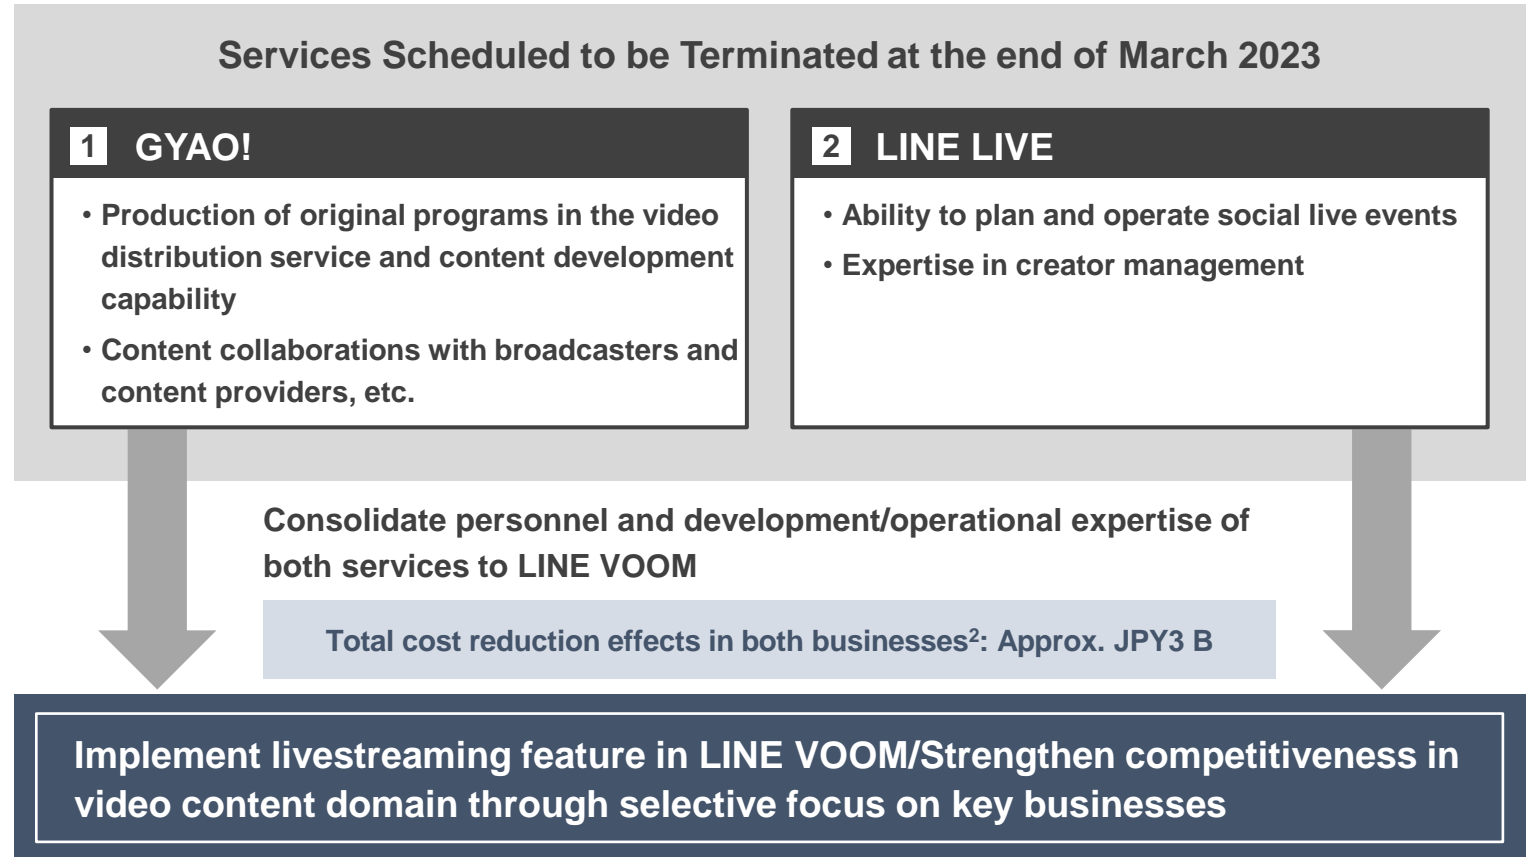 Services Scheduled to be Terminated at the end of March 2023
1 GYAO!
• Production of original programs in the video
distribution service and content development
capability
• Content collaborations with broadcasters and
content providers, etc.
2 LINE LIVE
• Ability to plan and operate social live events
• Expertise in creator management
Consolidate personnel and development/operational expertise of
both services to LINE VOOM
Total cost reduction effects in both businesses²: Approx. JPY3 B
Implement livestreaming feature in LINE VOOM/Strengthen competitiveness in
video content domain through selective focus on key businesses